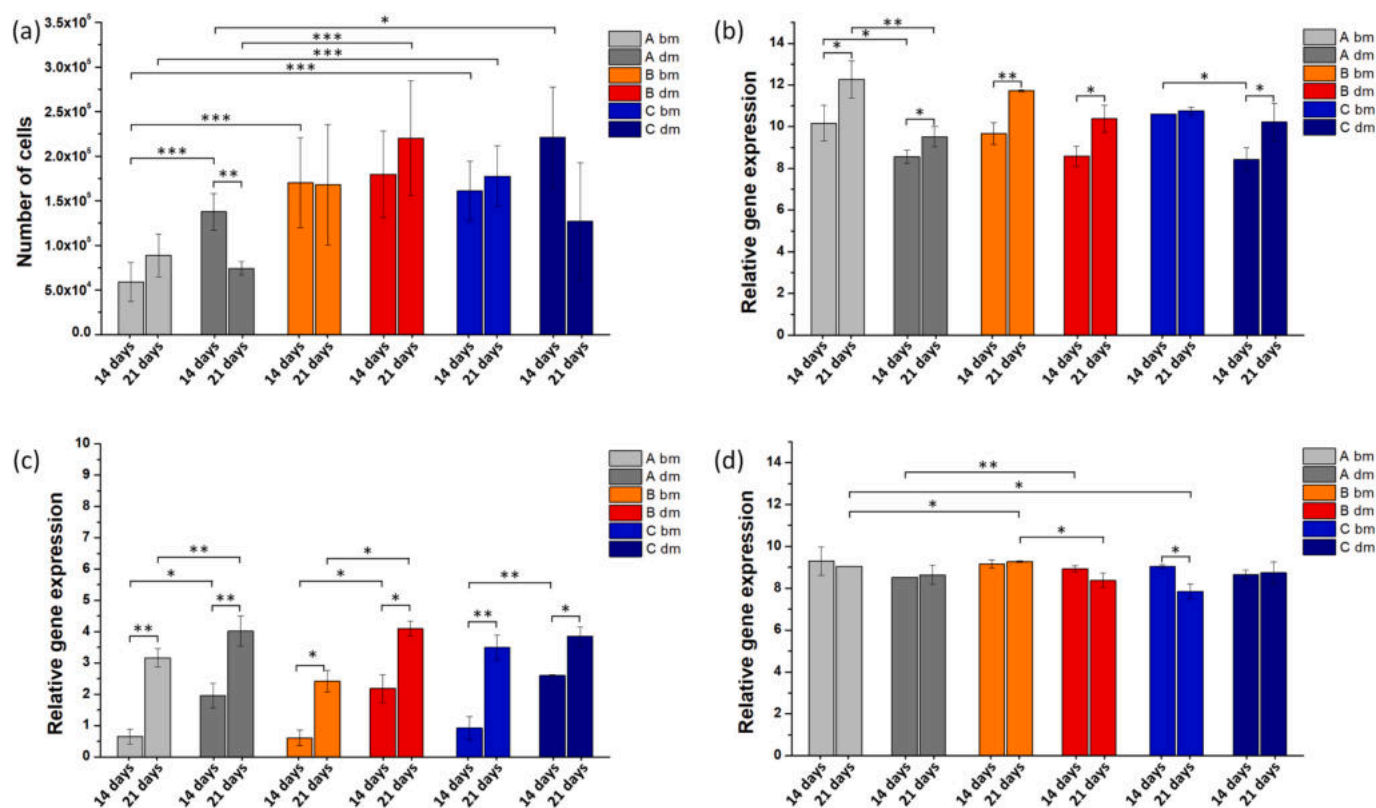 (a)
3.5x10⁵
3.0x10⁵
2.5x10⁵
2.0x10⁵
1.5x10⁵
1.0x10⁵
5.0x10⁴
0.0
Number of cells
*
***
***
***
***
***
**
A bm
A dm
B bm
B dm
C bm
C dm
14 days 21 days 14 days 21 days 14 days 21 days 14 days 21 days 14 days 21 days 14 days 21 days
(b)
14
12
10
8
6
4
2
0
Relative gene expression
**
*
* ** * *
* *
A bm
A dm
B bm
B dm
C bm
C dm
14 days 21 days 14 days 21 days 14 days 21 days 14 days 21 days 14 days 21 days 14 days 21 days
(c)
10
9
8
7
6
5
4
3
2
1
0
Relative gene expression
** *
* * **
** * ** *
** *
A bm
A dm
B bm
B dm
C bm
C dm
14 days 21 days 14 days 21 days 14 days 21 days 14 days 21 days 14 days 21 days 14 days 21 days
(d)
14
12
10
8
6
4
2
0
Relative gene expression
**
*
*
*
*
A bm
A dm
B bm
B dm
C bm
C dm
14 days 21 days 14 days 21 days 14 days 21 days 14 days 21 days 14 days 21 days 14 days 21 days